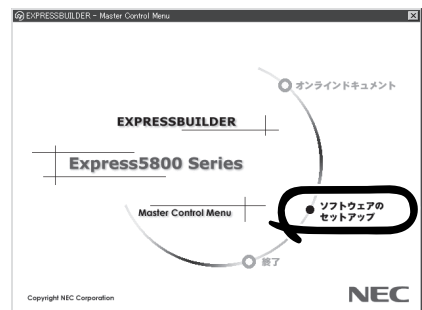 EXPRESSBUILDER - Master Control Menu
オンラインドキュメント
EXPRESSBUILDER
Express5800 Series
Master Control Menu
ソフトウェアの
セットアップ
終了
Copyright NEC Corporation
NEC